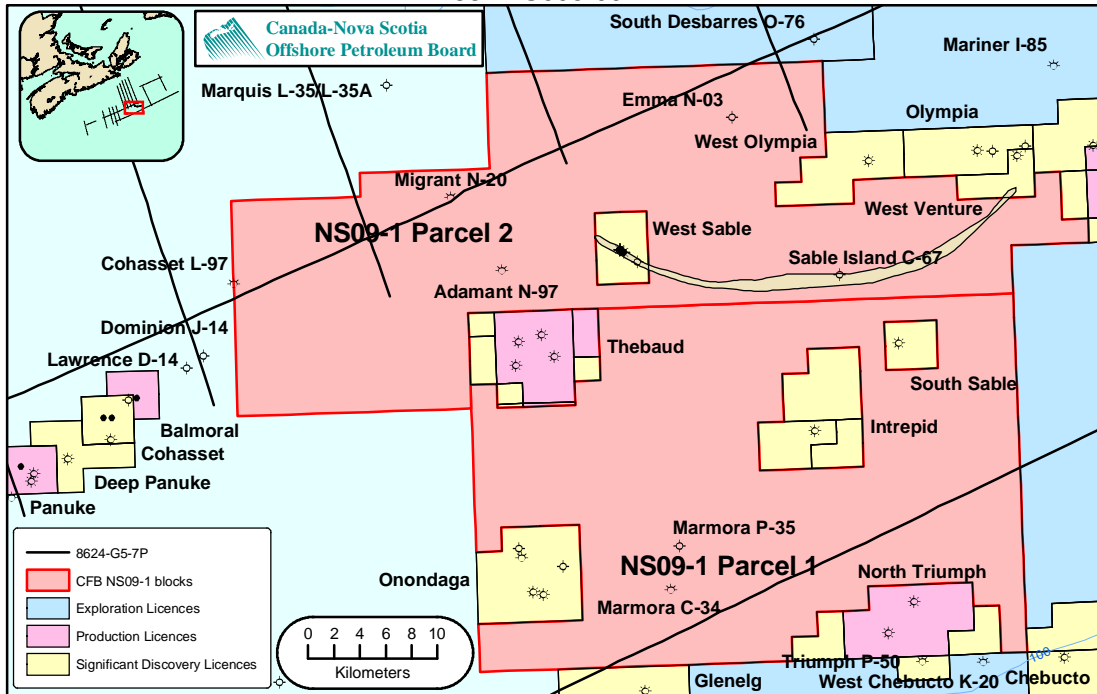 Canada-Nova Scotia
Offshore Petroleum Board
South Desbarres O-76
Mariner I-85
Marquis L-35/L-35A
Emma N-03
Olympia
West Olympia
Migrant N-20
NS09-1 Parcel 2
West Venture
West Sable
Sable Island C-67
Cohasset L-97
Adamant N-97
Dominion J-14
Lawrence D-14
Thebaud
South Sable
Balmoral
Cohasset
Intrepid
Deep Panuke
Panuke
Marmora P-35
NS09-1 Parcel 1
North Triumph
Onondaga
Marmora C-34
8624-G5-7P
CFB NS09-1 blocks
Exploration Licences
Production Licences
Significant Discovery Licences
0 2 4 6 8 10
Kilometers
Triumph P-50
100
Glenelg
West Chebucto K-20
Chebucto